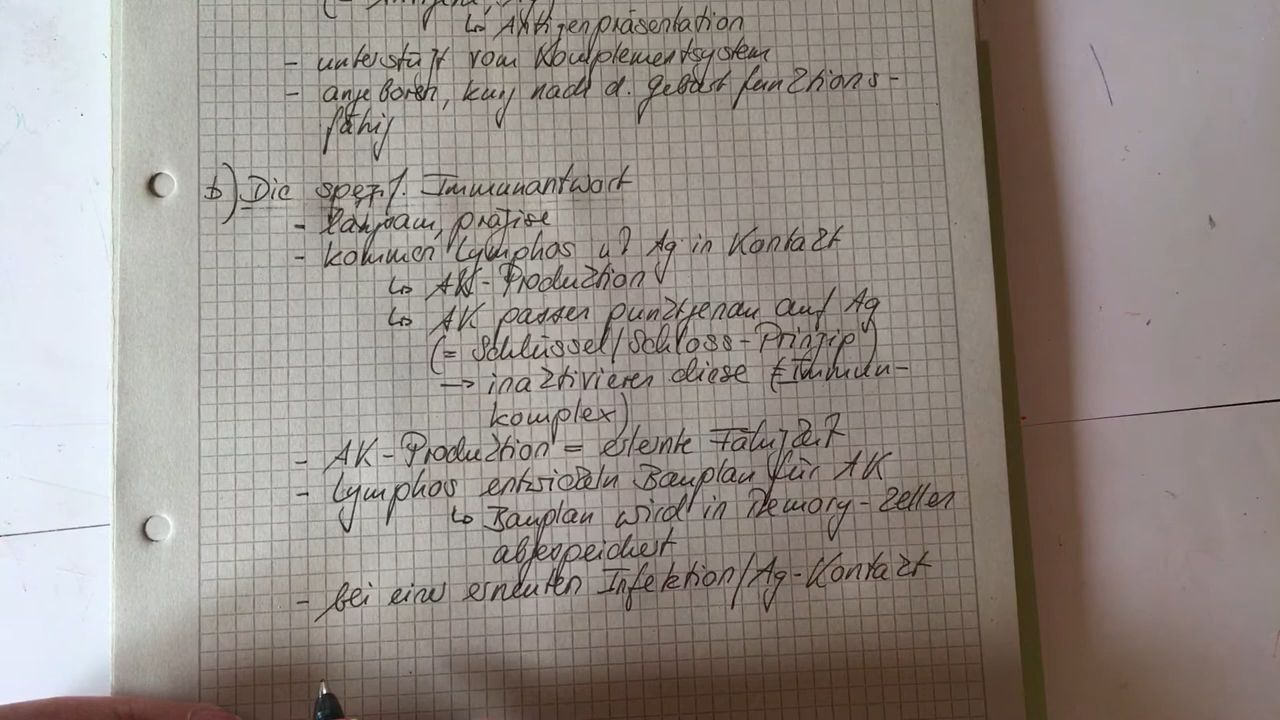 ↳ Antigenpräsentation
- unterstützt vom Komplementsystem
- angeboren, kurz nach d. Geburt funktions-
fähig
b) Die spezif. Immunantwort
- langsam, präzise
- kommen Lymphos u. Ag in Kontakt
↳ AK-Production
↳ AK passen punktgenau auf Ag
(= Schlüssel/Schloss-Prinzip)
→ inaktivieren diese (Immun-
komplex)
- AK-Production = erlernte Fähigkeit
- Lymphos entwickeln Bauplan für AK
↳ Bauplan wird in Memory-Zellen
abgespeichert
- bei einer erneuten Infektion/Ag-Kontakt